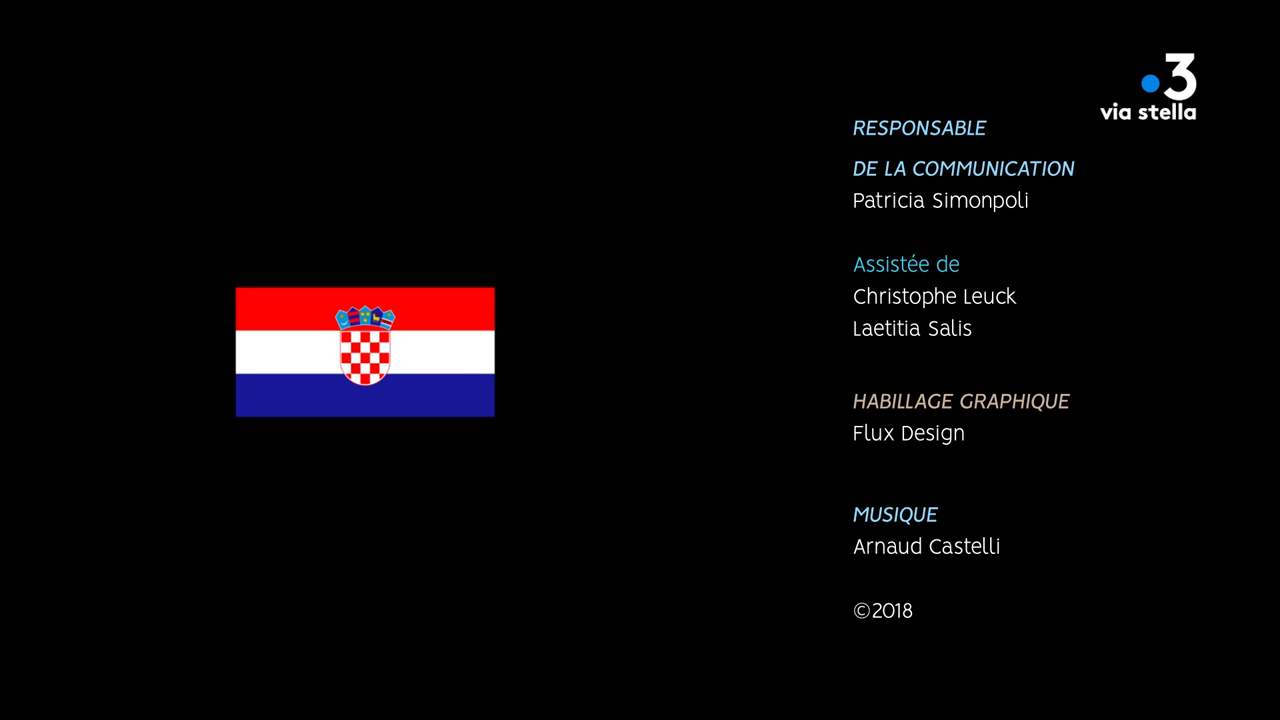 3
via stella
RESPONSABLE
DE LA COMMUNICATION
Patricia Simonpoli
Assistée de
Christophe Leuck
Laetitia Salis
HABILLAGE GRAPHIQUE
Flux Design
MUSIQUE
Arnaud Castelli
©2018